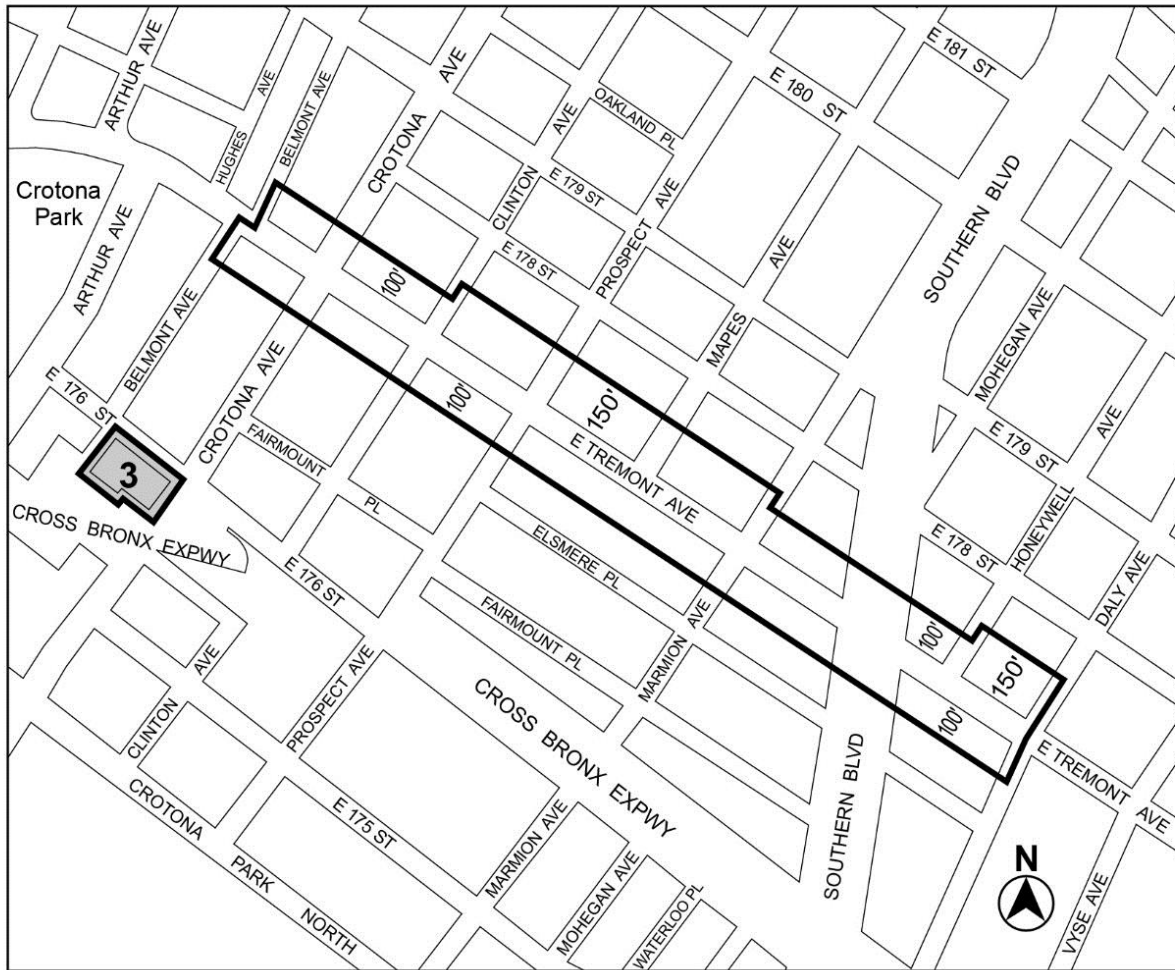 ARTHUR AVE
HUGHES AVE
BELMONT AVE
CROTONA AVE
CLINTON AVE
OAKLAND PL
E 180 ST
E 181 ST
Crotona
Park
ARTHUR AVE
E 179 ST
E 178 ST
PROSPECT AVE
MAPES AVE
SOUTHERN BLVD
MOHEGAN AVE
100'
BELMONT AVE
E 176 ST
CROTONA AVE
100'
150'
E TREMONT AVE
E 179 ST
HONEYWELL AVE
3
FAIRMOUNT PL
CROSS BRONX EXPWY
ELSMERE PL
E 178 ST
DALY AVE
E 176 ST
FAIRMOUNT PL
MARMION AVE
100'
150'
100'
CLINTON AVE
PROSPECT AVE
CROSS BRONX EXPWY
SOUTHERN BLVD
E TREMONT AVE
CROTONA PARK NORTH
E 175 ST
MARMION AVE
MOHEGAN AVE
WATERLOO PL
N
VYSE AVE